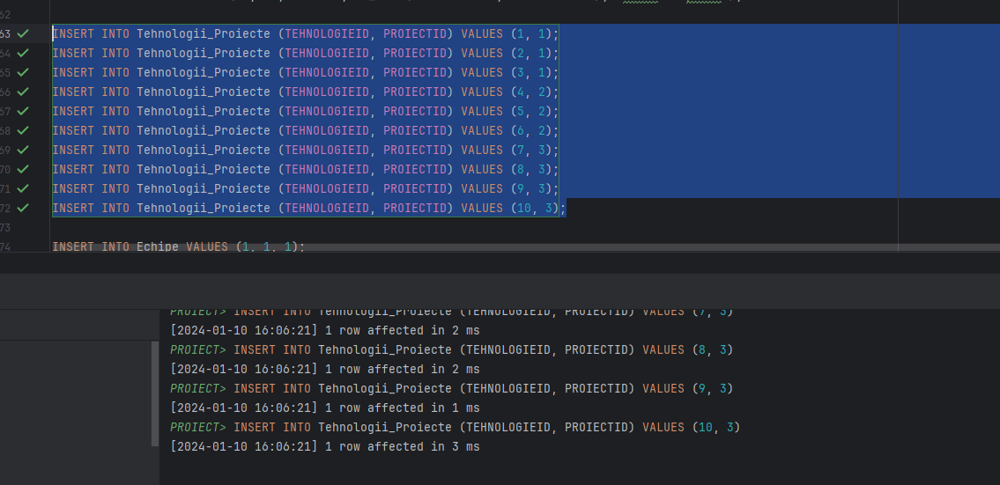 62
63 INSERT INTO Tehnologii_Proiecte (TEHNOLOGIEID, PROIECTID) VALUES (1, 1);
64 INSERT INTO Tehnologii_Proiecte (TEHNOLOGIEID, PROIECTID) VALUES (2, 1);
65 INSERT INTO Tehnologii_Proiecte (TEHNOLOGIEID, PROIECTID) VALUES (3, 1);
66 INSERT INTO Tehnologii_Proiecte (TEHNOLOGIEID, PROIECTID) VALUES (4, 2);
67 INSERT INTO Tehnologii_Proiecte (TEHNOLOGIEID, PROIECTID) VALUES (5, 2);
68 INSERT INTO Tehnologii_Proiecte (TEHNOLOGIEID, PROIECTID) VALUES (6, 2);
69 INSERT INTO Tehnologii_Proiecte (TEHNOLOGIEID, PROIECTID) VALUES (7, 3);
70 INSERT INTO Tehnologii_Proiecte (TEHNOLOGIEID, PROIECTID) VALUES (8, 3);
71 INSERT INTO Tehnologii_Proiecte (TEHNOLOGIEID, PROIECTID) VALUES (9, 3);
72 INSERT INTO Tehnologii_Proiecte (TEHNOLOGIEID, PROIECTID) VALUES (10, 3);
73
74 INSERT INTO Echipe VALUES (1, 1, 1);
PROIECT> INSERT INTO Tehnologii_Proiecte (TEHNOLOGIEID, PROIECTID) VALUES (7, 3)
[2024-01-10 16:06:21] 1 row affected in 2 ms
PROIECT> INSERT INTO Tehnologii_Proiecte (TEHNOLOGIEID, PROIECTID) VALUES (8, 3)
[2024-01-10 16:06:21] 1 row affected in 2 ms
PROIECT> INSERT INTO Tehnologii_Proiecte (TEHNOLOGIEID, PROIECTID) VALUES (9, 3)
[2024-01-10 16:06:21] 1 row affected in 1 ms
PROIECT> INSERT INTO Tehnologii_Proiecte (TEHNOLOGIEID, PROIECTID) VALUES (10, 3)
[2024-01-10 16:06:21] 1 row affected in 3 ms